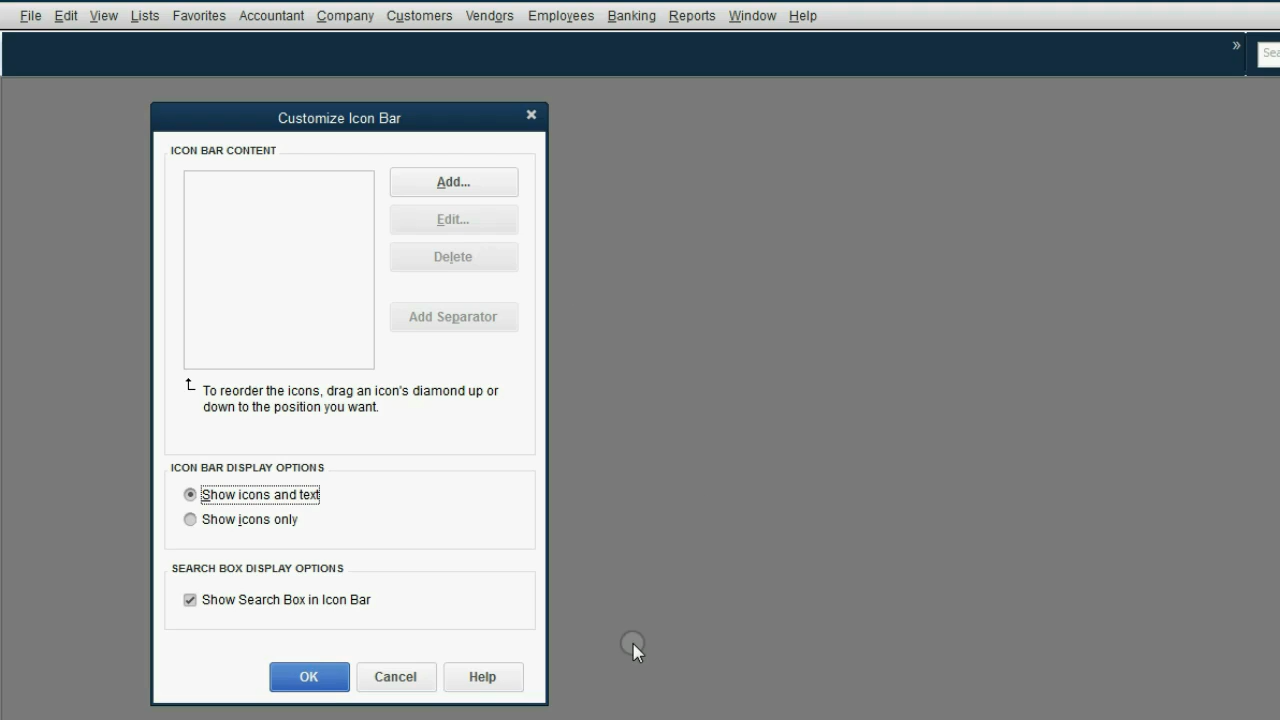 File Edit View Lists Favorites Accountant Company Customers Vendors Employees Banking Reports Window Help
»
Customize Icon Bar
ICON BAR CONTENT
Add...
Edit...
Delete
Add Separator
To reorder the icons, drag an icon's diamond up or
down to the position you want.
ICON BAR DISPLAY OPTIONS
Show icons and text
Show icons only
SEARCH BOX DISPLAY OPTIONS
Show Search Box in Icon Bar
OK Cancel Help